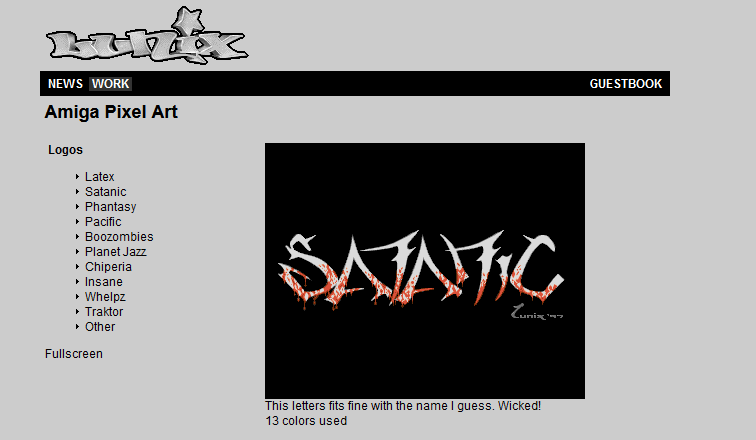 Lunix
NEWS WORK GUESTBOOK
Amiga Pixel Art
Logos
Latex
Satanic
Phantasy
Pacific
Boozombies
Planet Jazz
Chiperia
Insane
Whelpz
Traktor
Other
Fullscreen
SATANIC
Lunix '97
This letters fits fine with the name I guess. Wicked!
13 colors used